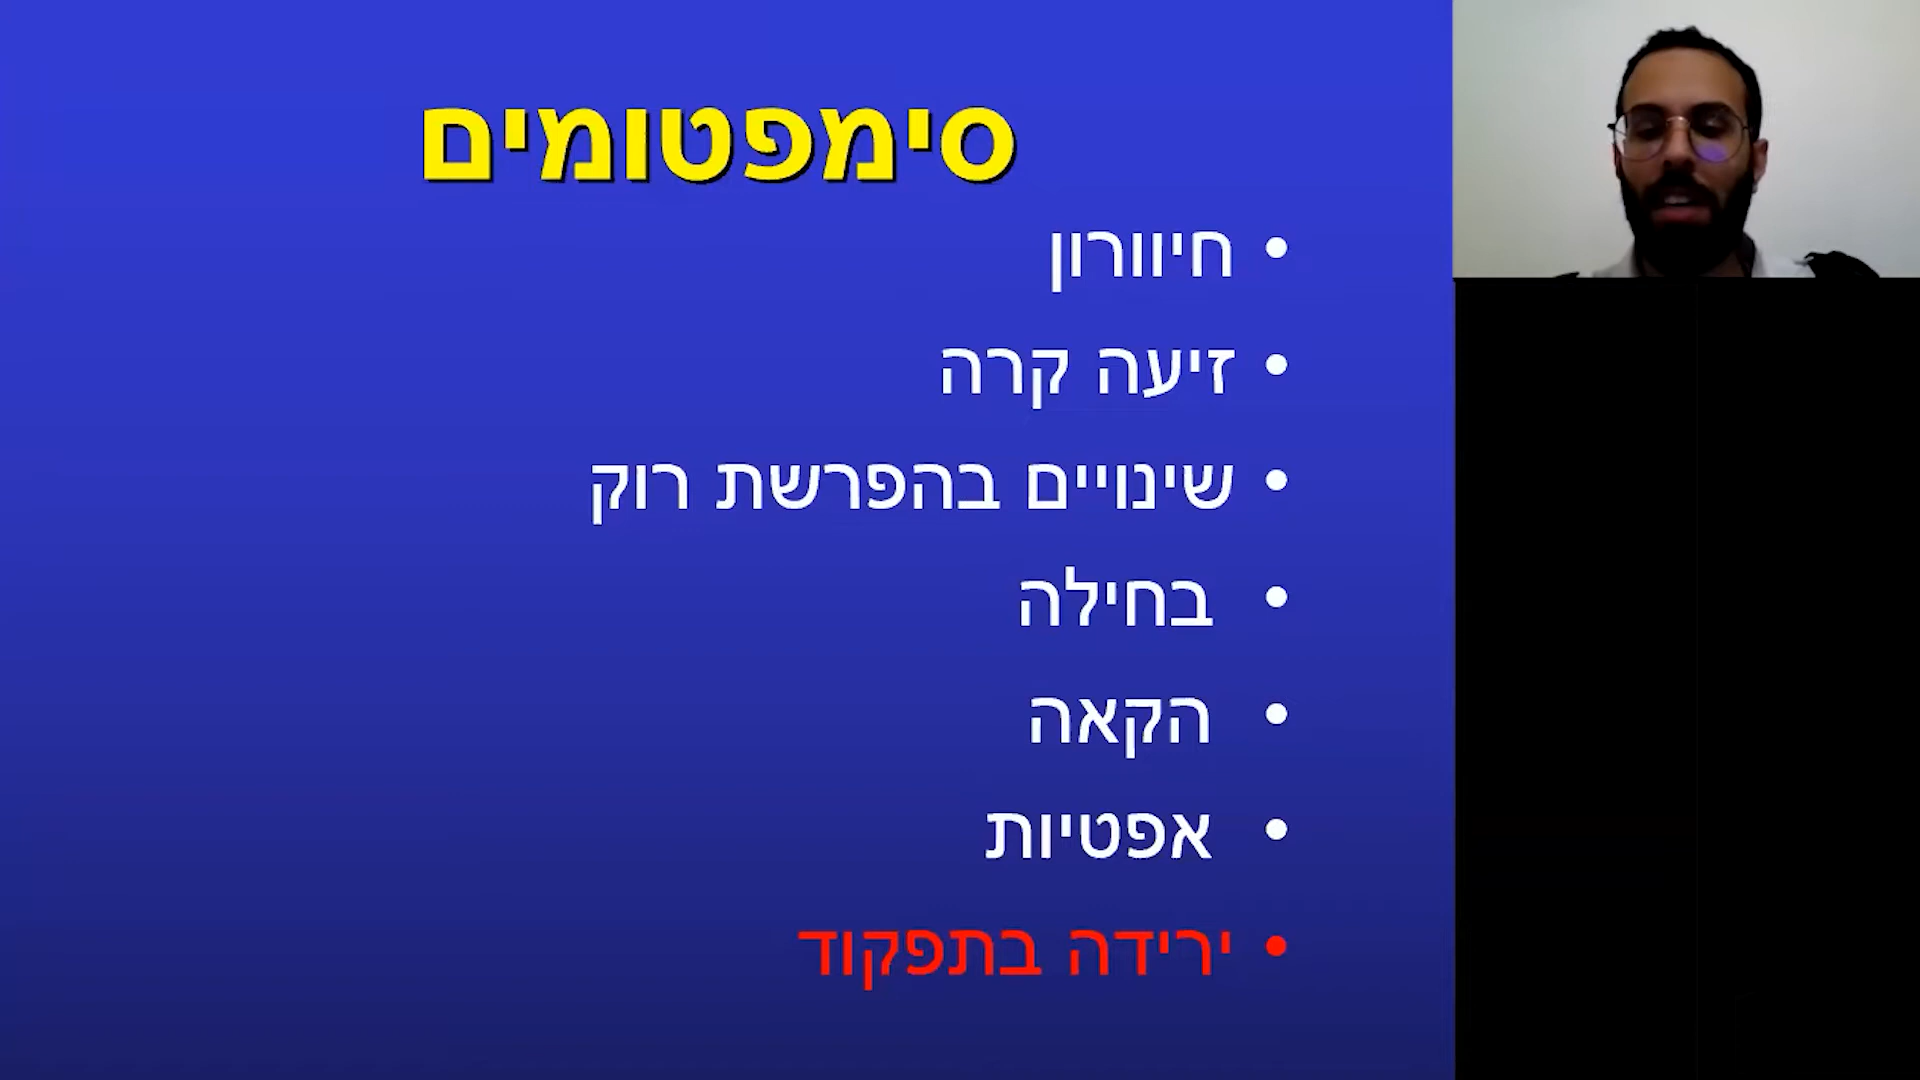 סימפטומים
• חיוורון
• זיעה קרה
• שינויים בהפרשת רוק
• בחילה
• הקאה
• אפטיות
• ירידה בתפקוד